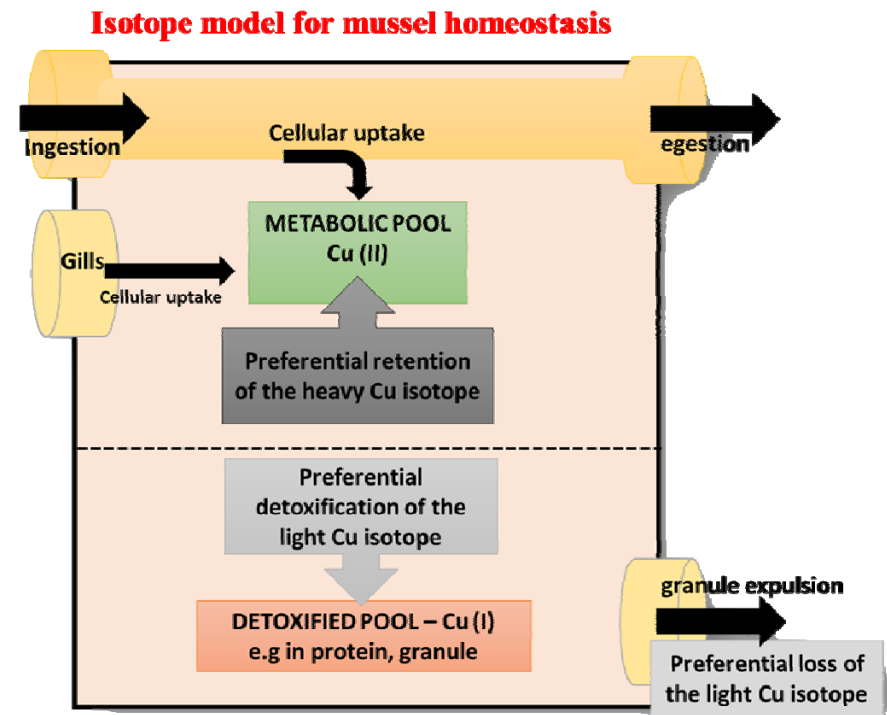 Isotope model for mussel homeostasis
Ingestion
Cellular uptake
egestion
METABOLIC POOL
Cu (II)
Gills
Cellular uptake
Preferential retention
of the heavy Cu isotope
Preferential
detoxification of the
light Cu isotope
DETOXIFIED POOL – Cu (I)
e.g in protein, granule
granule expulsion
Preferential loss of
the light Cu isotope